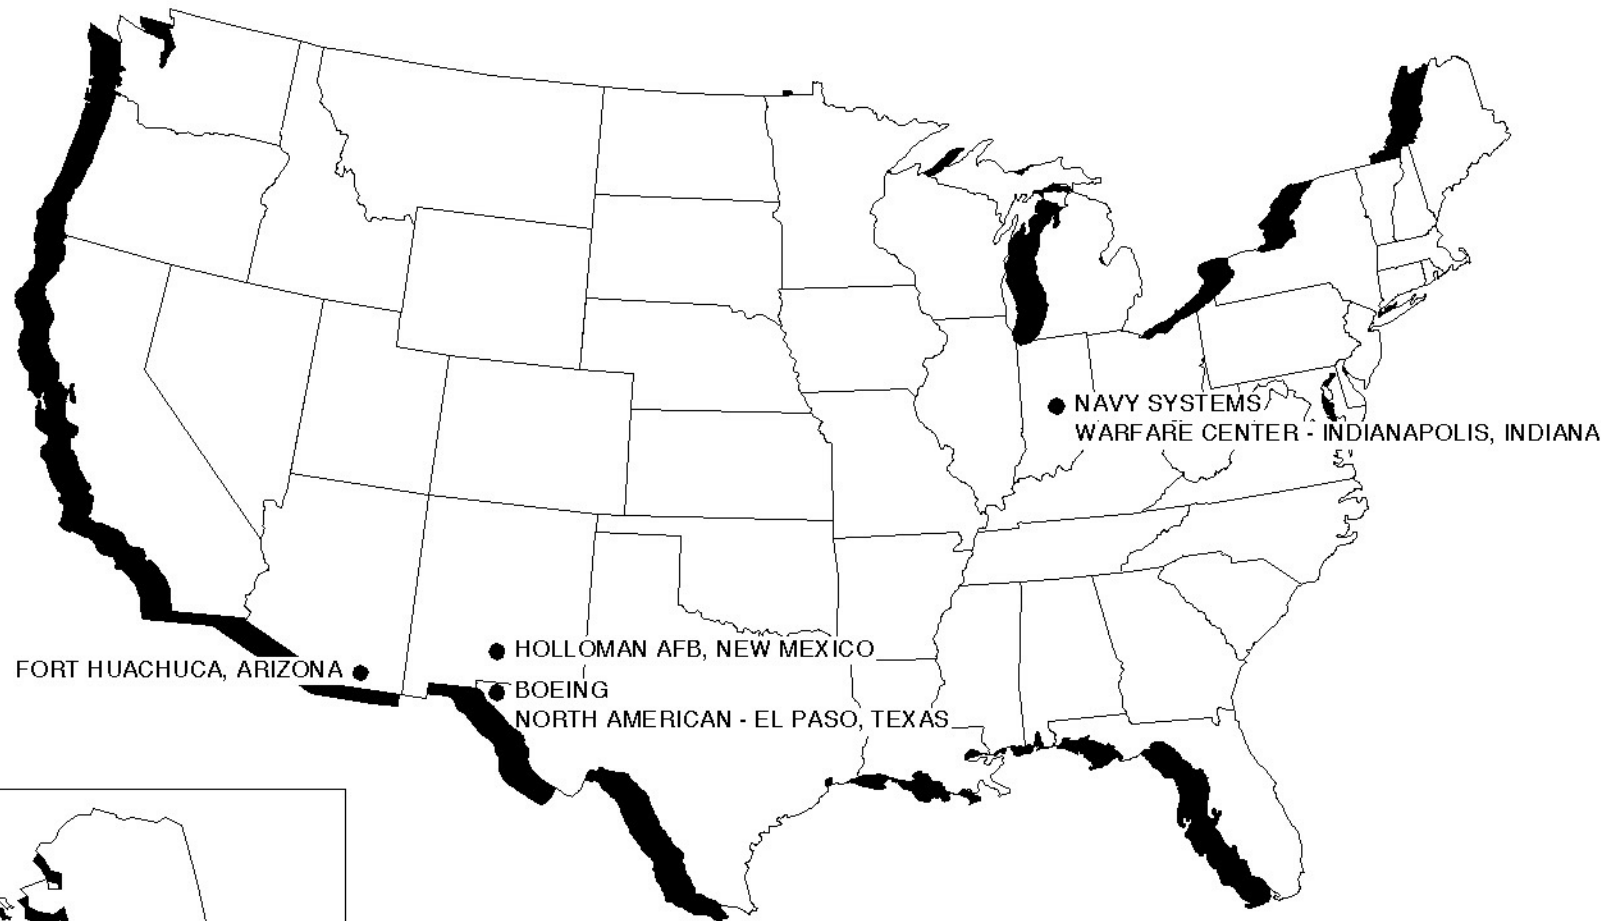 NAVY SYSTEMS
WARFARE CENTER - INDIANAPOLIS, INDIANA
HOLLOMAN AFB, NEW MEXICO
FORT HUACHUCA, ARIZONA
BOEING
NORTH AMERICAN - EL PASO, TEXAS